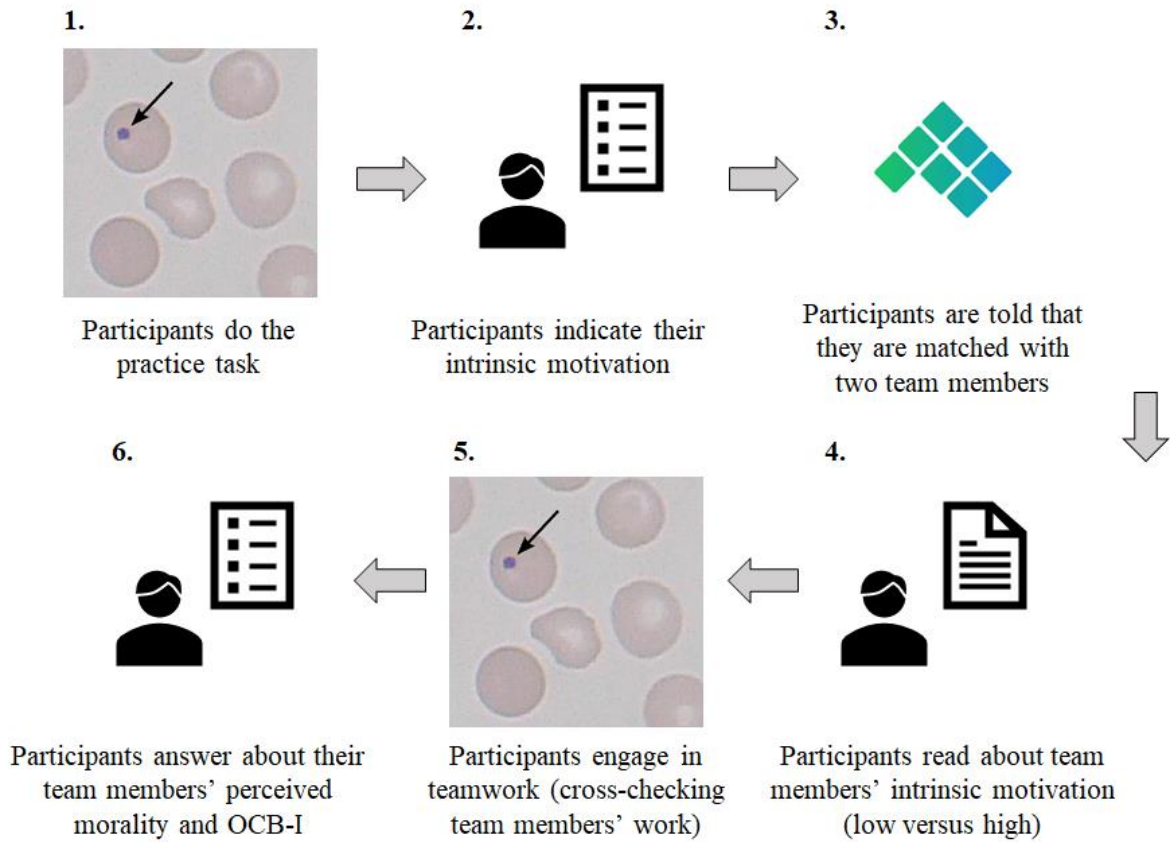 1.
Participants do the
practice task
2.
Participants indicate their
intrinsic motivation
3.
Participants are told that
they are matched with
two team members
4.
Participants read about team
members’ intrinsic motivation
(low versus high)
5.
Participants engage in
teamwork (cross-checking
team members’ work)
6.
Participants answer about their
team members’ perceived
morality and OCB-I